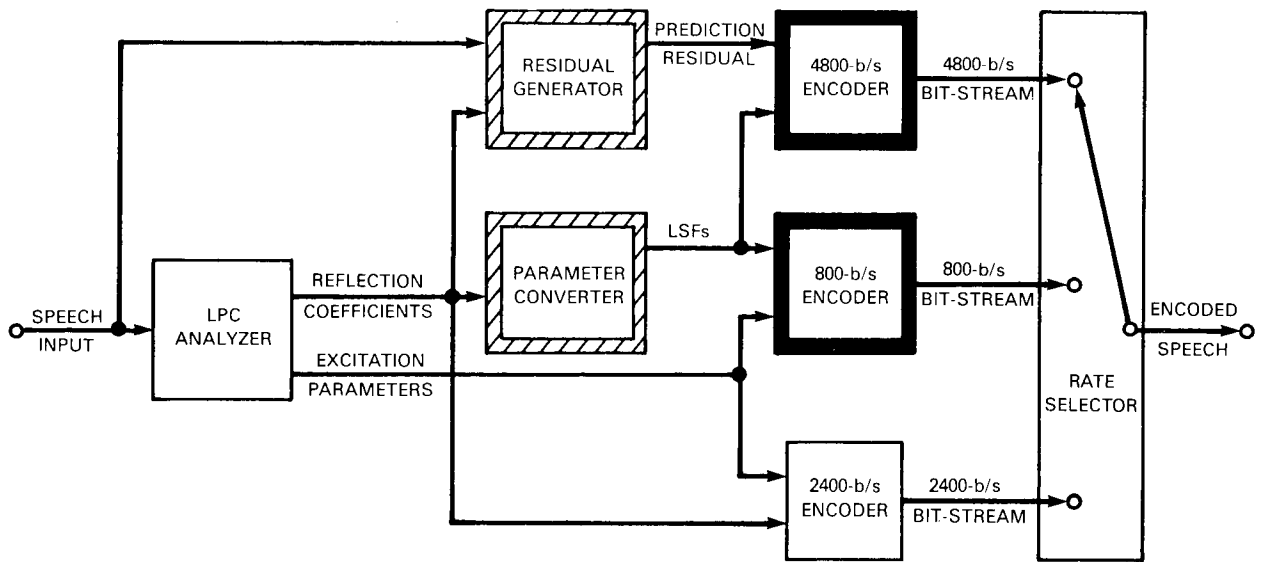 SPEECH
INPUT
LPC
ANALYZER
REFLECTION
COEFFICIENTS
EXCITATION
PARAMETERS
RESIDUAL
GENERATOR
PREDICTION
RESIDUAL
PARAMETER
CONVERTER
LSFs
4800-b/s
ENCODER
4800-b/s
BIT-STREAM
800-b/s
ENCODER
800-b/s
BIT-STREAM
2400-b/s
ENCODER
2400-b/s
BIT-STREAM
RATE
SELECTOR
ENCODED
SPEECH